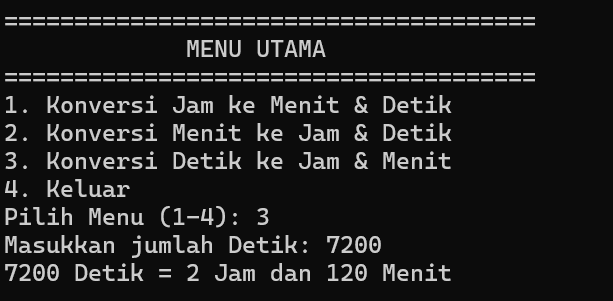 ======================================
MENU UTAMA
======================================
1. Konversi Jam ke Menit & Detik
2. Konversi Menit ke Jam & Detik
3. Konversi Detik ke Jam & Menit
4. Keluar
Pilih Menu (1-4): 3
Masukkan jumlah Detik: 7200
7200 Detik = 2 Jam dan 120 Menit